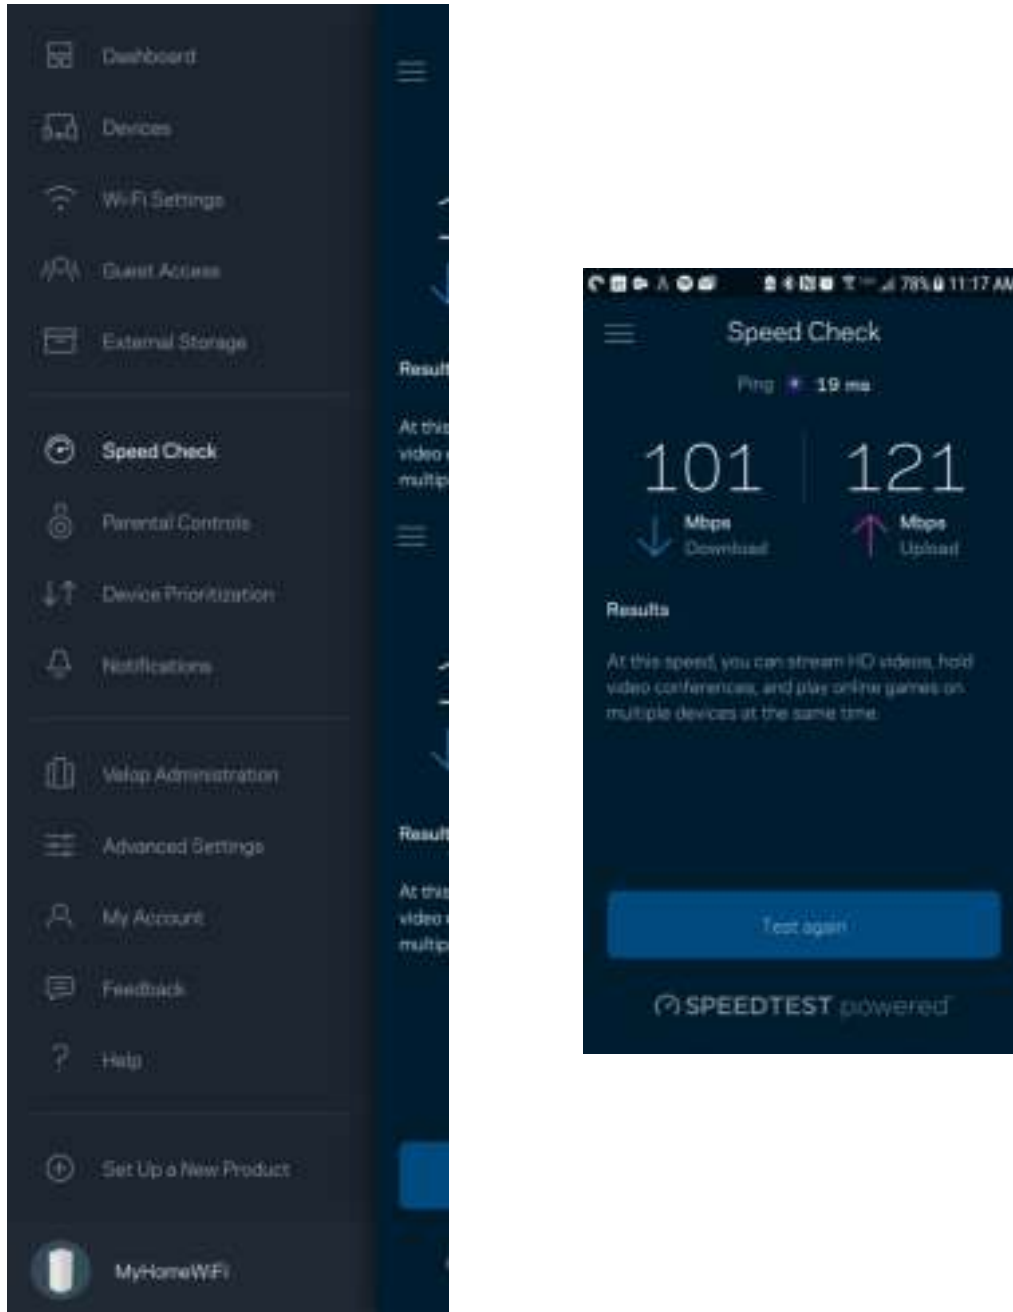 Dashboard
Devices
Wi-Fi Settings
Guest Access
External Storage
Speed Check
Parental Controls
Device Prioritization
Notifications
Velop Administration
Advanced Settings
My Account
Feedback
Help
Set Up a New Product
MyHomeWiFi
Result
At this
video
multip
Result
At this
video
multip
78% 11:17 AM
Speed Check
Ping 19 ms
101 121
Mbps Mbps
Download Upload
Results
At this speed, you can stream HD videos, hold
video conferences, and play online games on
multiple devices at the same time.
Test again
SPEEDTEST powered